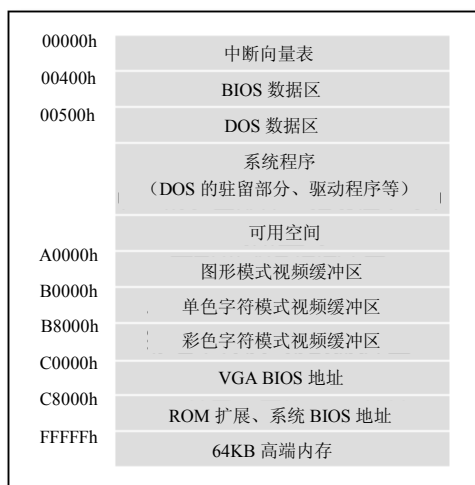 00000h
中断向量表
00400h
BIOS 数据区
00500h
DOS 数据区
系统程序
（DOS 的驻留部分、驱动程序等）
可用空间
A0000h
图形模式视频缓冲区
B0000h
单色字符模式视频缓冲区
B8000h
彩色字符模式视频缓冲区
C0000h
VGA BIOS 地址
C8000h
ROM 扩展、系统 BIOS 地址
FFFFFh
64KB 高端内存